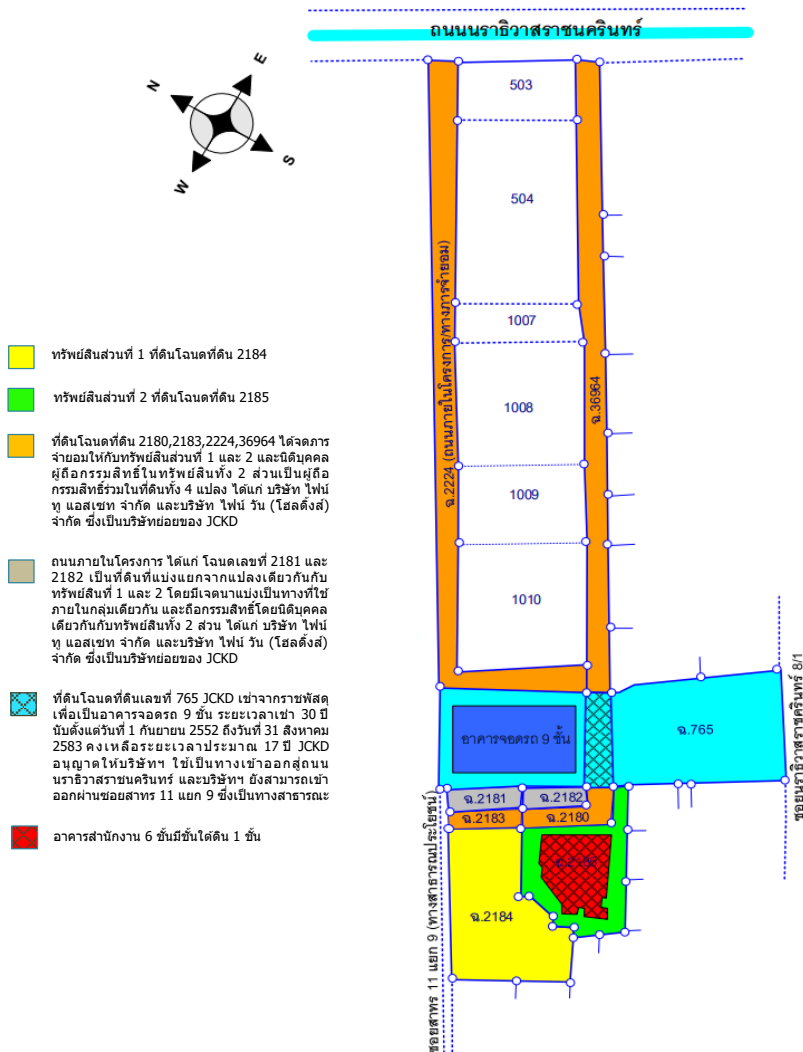 ถนนนราธิวาสราชนครินทร์
N
E
W
S
503
504
1007
1008
1009
1010
ฉ.2224 (ถนนภายในโครงการ/ทางภาระจำยอม)
ฉ.36964
ทรัพย์สินส่วนที่ 1 ที่ดินโฉนดที่ดิน 2184
ทรัพย์สินส่วนที่ 2 ที่ดินโฉนดที่ดิน 2185
ที่ดินโฉนดที่ดิน 2180,2183,2224,36964 ได้จดภาร
จำยอมให้กับทรัพย์สินส่วนที่ 1 และ 2 และนิติบุคคล
ผู้ถือกรรมสิทธิ์ในทรัพย์สินทั้ง 2 ส่วนเป็นผู้ถือ
กรรมสิทธิ์ร่วมในที่ดินทั้ง 4 แปลง ได้แก่ บริษัท ไฟน์
ทู แอสเซท จำกัด และบริษัท ไฟน์ วัน (โฮลดิ้งส์)
จำกัด ซึ่งเป็นบริษัทย่อยของ JCKD
ถนนภายในโครงการ ได้แก่ โฉนดเลขที่ 2181 และ
2182 เป็นที่ดินที่แบ่งแยกจากแปลงเดียวกันกับ
ทรัพย์สินที่ 1 และ 2 โดยมีเจตนาแบ่งเป็นทางที่ใช้
ภายในกลุ่มเดียวกัน และถือกรรมสิทธิ์โดยนิติบุคคล
เดียวกันกับทรัพย์สินทั้ง 2 ส่วน ได้แก่ บริษัท ไฟน์
ทู แอสเซท จำกัด และบริษัท ไฟน์ วัน (โฮลดิ้งส์)
จำกัด ซึ่งเป็นบริษัทย่อยของ JCKD
ที่ดินโฉนดที่ดินเลขที่ 765 JCKD เช่าจากราชพัสดุ
เพื่อเป็นอาคารจอดรถ 9 ชั้น ระยะเวลาเช่า 30 ปี
นับตั้งแต่วันที่ 1 กันยายน 2552 ถึงวันที่ 31 สิงหาคม
2583 คงเหลือระยะเวลาประมาณ 17 ปี JCKD
อนุญาตให้บริษัทฯ ใช้เป็นทางเข้าออกสู่ถนน
นราธิวาสราชนครินทร์ และบริษัทฯ ยังสามารถเข้า
ออกผ่านซอยสาทร 11 แยก 9 ซึ่งเป็นทางสาธารณะ
อาคารสำนักงาน 6 ชั้นมีชั้นใต้ดิน 1 ชั้น
อาคารจอดรถ 9 ชั้น
ฉ.765
ซอยนราธิวาสราชครินทร์ 8/1
ฉ.2181
ฉ.2182
ฉ.2183
ฉ.2180
ฉ.2184
ซอยสาทร 11 แยก 9 (ทางสาธารณประโยชน์)